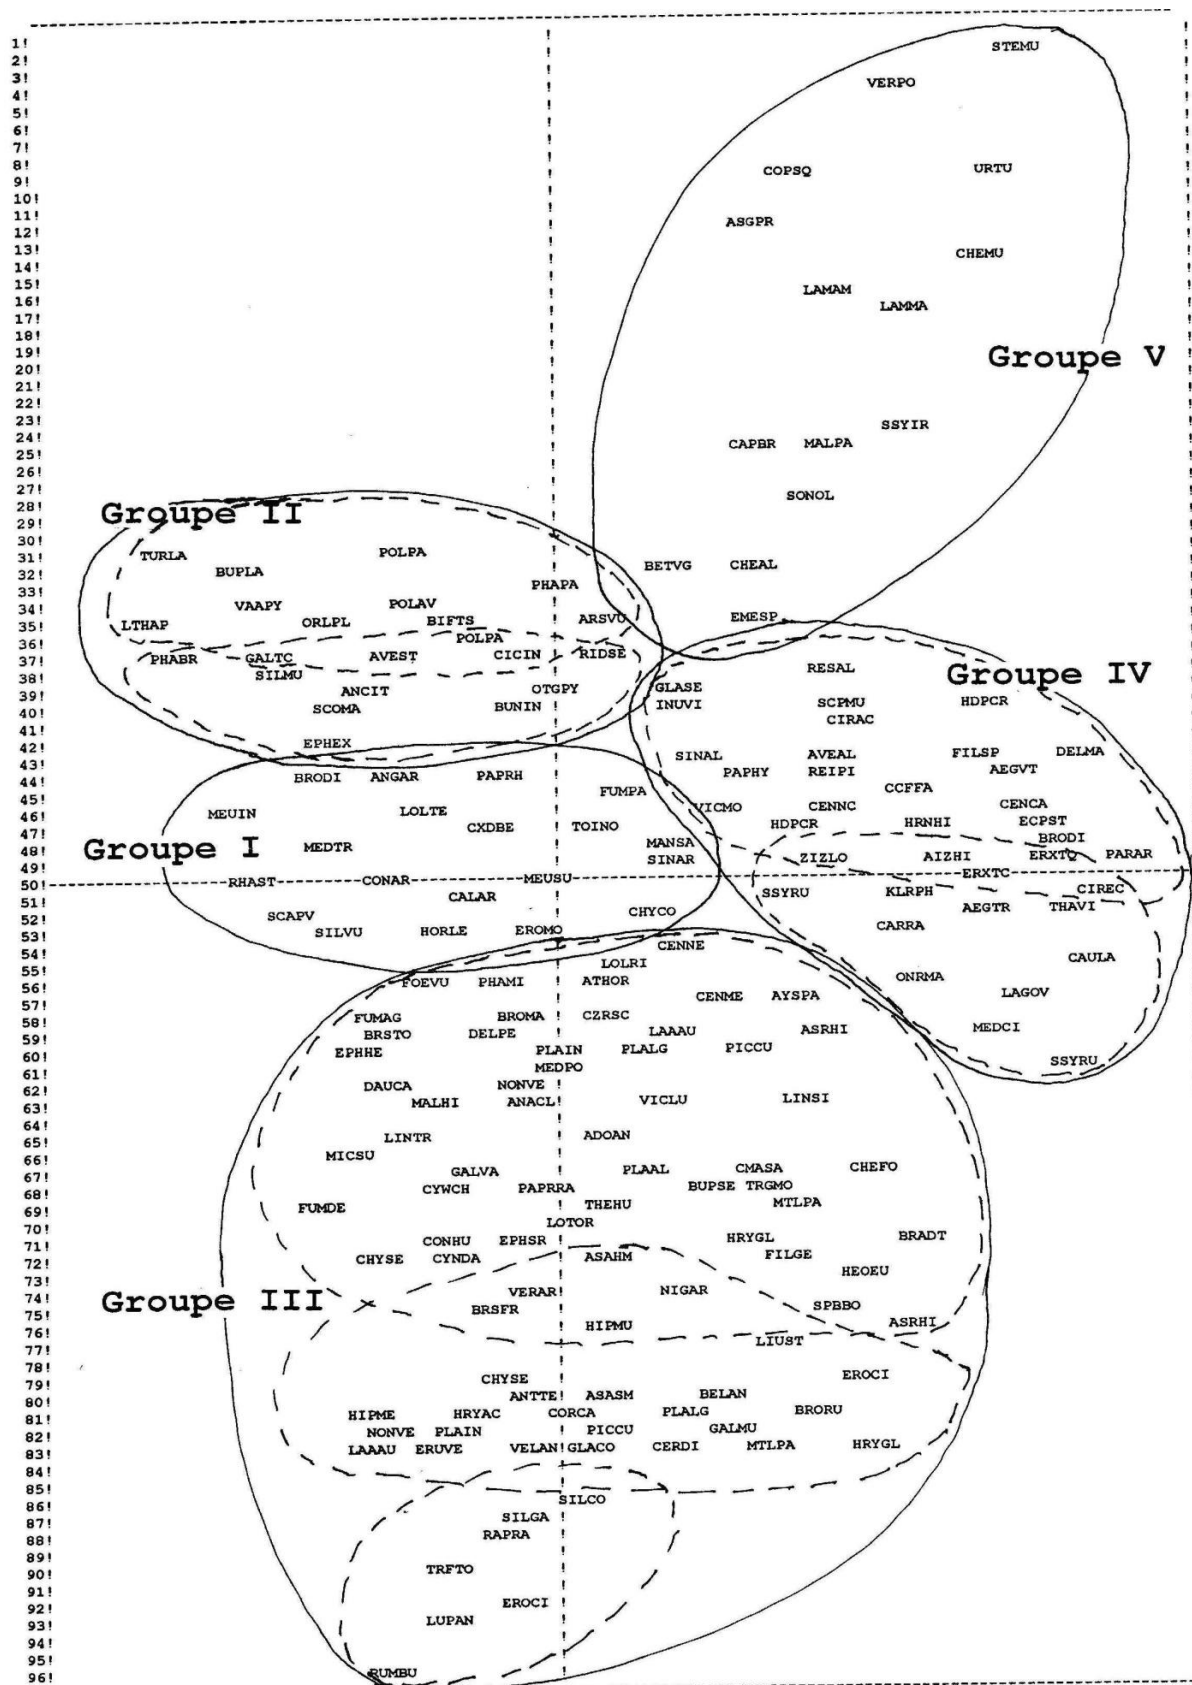 1! STEMU
2!
3! VERPO
4!
5!
6!
7!
8! COPSQ URTU
9!
10!
11! ASGPR
12!
13! CHEMU
14!
15! LAMAM
16! LAMMA
17!
18!
19! Groupe V
20!
21!
22!
23! SSYIR
24! CAPBR MALPA
25!
26!
27! SONOL
28! Groupe II
29!
30!
31! TURLA POLPA BETVG CHEAL
32! BUPLA
33! PHAPA
34! VAAPY POLAV EMESP
35! LTHAP ORLPL BIFTS ARSVU
36! POLPA
37! PHABR GALTC AVEST CICIN RIDSE RESAL Groupe IV
38! SILMU
39! ANCIT OTGPY GLASE SCPMU HDPCR
40! SCOMA BUNIN INUVI CIRAC
41!
42! EPHEX SINAL AVEAL FILSP DELMA
43! PAPHY REIPI AEGVT
44! BRODI ANGAR PAPRH FUMPA CCFFA
45! LOLTE VICMO CENNC CENCA
46! MEUIN HDPCR HRNHI ECPST
47! CXDBE TOINO BRODI
48! Groupe I MEDTR MANSA ZIZLO AIZHI ERXTQ PARAR
49! SINAR ERXTC
50! RHAST CONAR MEUSU SSYRU KLRPH CIREC
51! CALAR AEGTR THAVI
52! SCAPV CHYCO CARRA
53! SILVU HORLE EROMO
54! CENNE CAULA
55! LOLRI ONRMA
56! FOEVU PHAMI ATHOR CENME AYSPA LAGOV
57!
58! FUMAG BROMA CZRSC MEDCI
59! BRSTO DELPE LAAAU ASRHI
60! EPHHE PLAIN PLALG PICCU SSYRU
61! MEDPO
62! DAUCA NONVE
63! MALHI ANACL VICLU LINSI
64!
65! LINTR ADOAN
66! MICSU
67! GALVA PLAAL CMASA CHEFO
68! CYWCH PAPRRA BUPSE TRGMO
69! FUMDE THEHU MTLPA
70! LOTOR
71! CONHU EPHSR HRYGL BRADT
72! CHYSE CYNDA ASAHM FILGE
73! HEOEU
74! Groupe III VERAR NIGAR
75! BRSFR SPBBO
76! HIPMU ASRHI
77! LIUST
78!
79! CHYSE EROCI
80! ANTTE ASASM BELAN
81! HIPME HRYAC CORCA PLALG BRORU
82! NONVE PLAIN PICCU GALMU
83! LAAAU ERUVE VELAN GLACO CERDI MTLPA HRYGL
84!
85!
86! SILCO
87! SILGA
88! RAPRA
89!
90! TRFTO
91!
92! EROCI
93! LUPAN
94!
95!
96! RUMBU